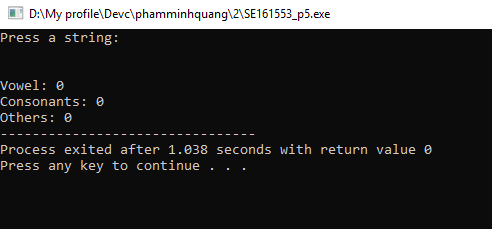 D:\My profile\Devc\phamminhquang\2\SE161553_p5.exe
Press a string:
Vowel: 0
Consonants: 0
Others: 0
--------------------------------
Process exited after 1.038 seconds with return value 0
Press any key to continue . . .